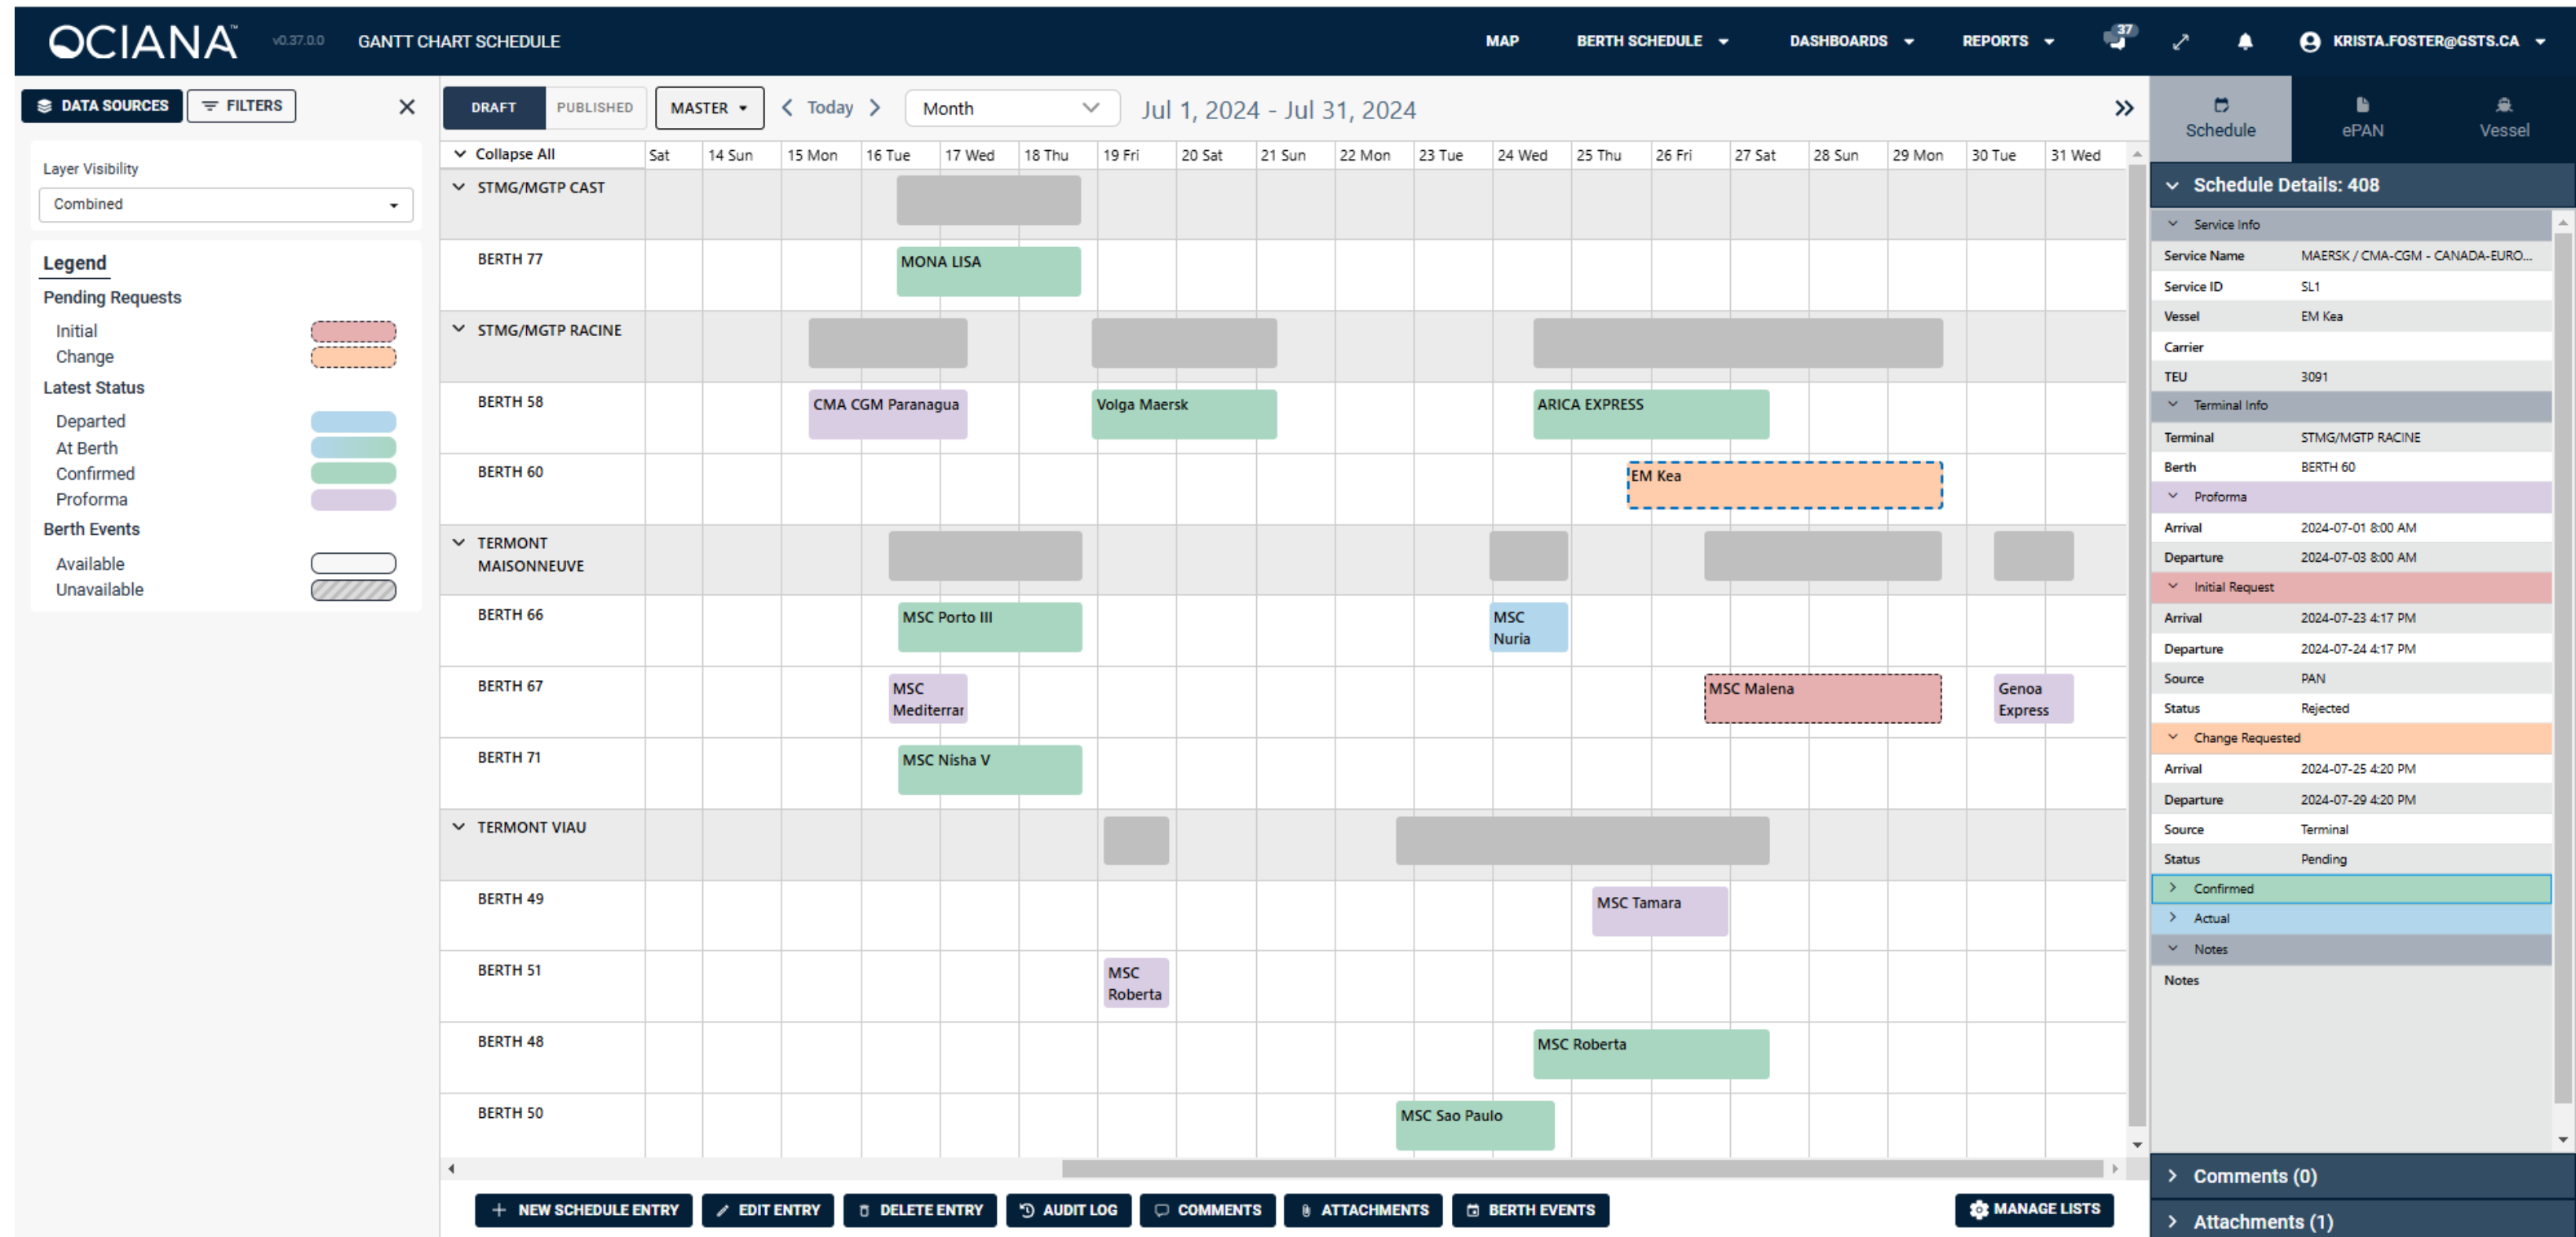 OCIANA™ v0.37.0.0 GANTT CHART SCHEDULE MAP BERTH SCHEDULE DASHBOARDS REPORTS 37 KRISTA.FOSTER@GSTS.CA
DATA SOURCES FILTERS
Layer Visibility
Combined
Legend
Pending Requests
Initial
Change
Latest Status
Departed
At Berth
Confirmed
Proforma
Berth Events
Available
Unavailable
DRAFT PUBLISHED MASTER Today Month Jul 1, 2024 - Jul 31, 2024
Collapse All Sat 14 Sun 15 Mon 16 Tue 17 Wed 18 Thu 19 Fri 20 Sat 21 Sun 22 Mon 23 Tue 24 Wed 25 Thu 26 Fri 27 Sat 28 Sun 29 Mon 30 Tue 31 Wed
STMG/MGTP CAST
BERTH 77 MONA LISA
STMG/MGTP RACINE
BERTH 58 CMA CGM Paranagua Volga Maersk ARICA EXPRESS
BERTH 60 EM Kea
TERMONT
MAISONNEUVE
BERTH 66 MSC Porto III MSC
Nuria
BERTH 67 MSC
Mediterrar
MSC Malena Genoa
Express
BERTH 71 MSC Nisha V
TERMONT VIAU
BERTH 49 MSC Tamara
BERTH 51 MSC
Roberta
BERTH 48 MSC Roberta
BERTH 50 MSC Sao Paulo
NEW SCHEDULE ENTRY EDIT ENTRY DELETE ENTRY AUDIT LOG COMMENTS ATTACHMENTS BERTH EVENTS MANAGE LISTS
Schedule ePAN Vessel
Schedule Details: 408
Service Info
Service Name MAERSK / CMA-CGM - CANADA-EURO...
Service ID SL1
Vessel EM Kea
Carrier
TEU 3091
Terminal Info
Terminal STMG/MGTP RACINE
Berth BERTH 60
Proforma
Arrival 2024-07-01 8:00 AM
Departure 2024-07-03 8:00 AM
Initial Request
Arrival 2024-07-23 4:17 PM
Departure 2024-07-24 4:17 PM
Source PAN
Status Rejected
Change Requested
Arrival 2024-07-25 4:20 PM
Departure 2024-07-29 4:20 PM
Source Terminal
Status Pending
Confirmed
Actual
Notes
Notes
Comments (0)
Attachments (1)